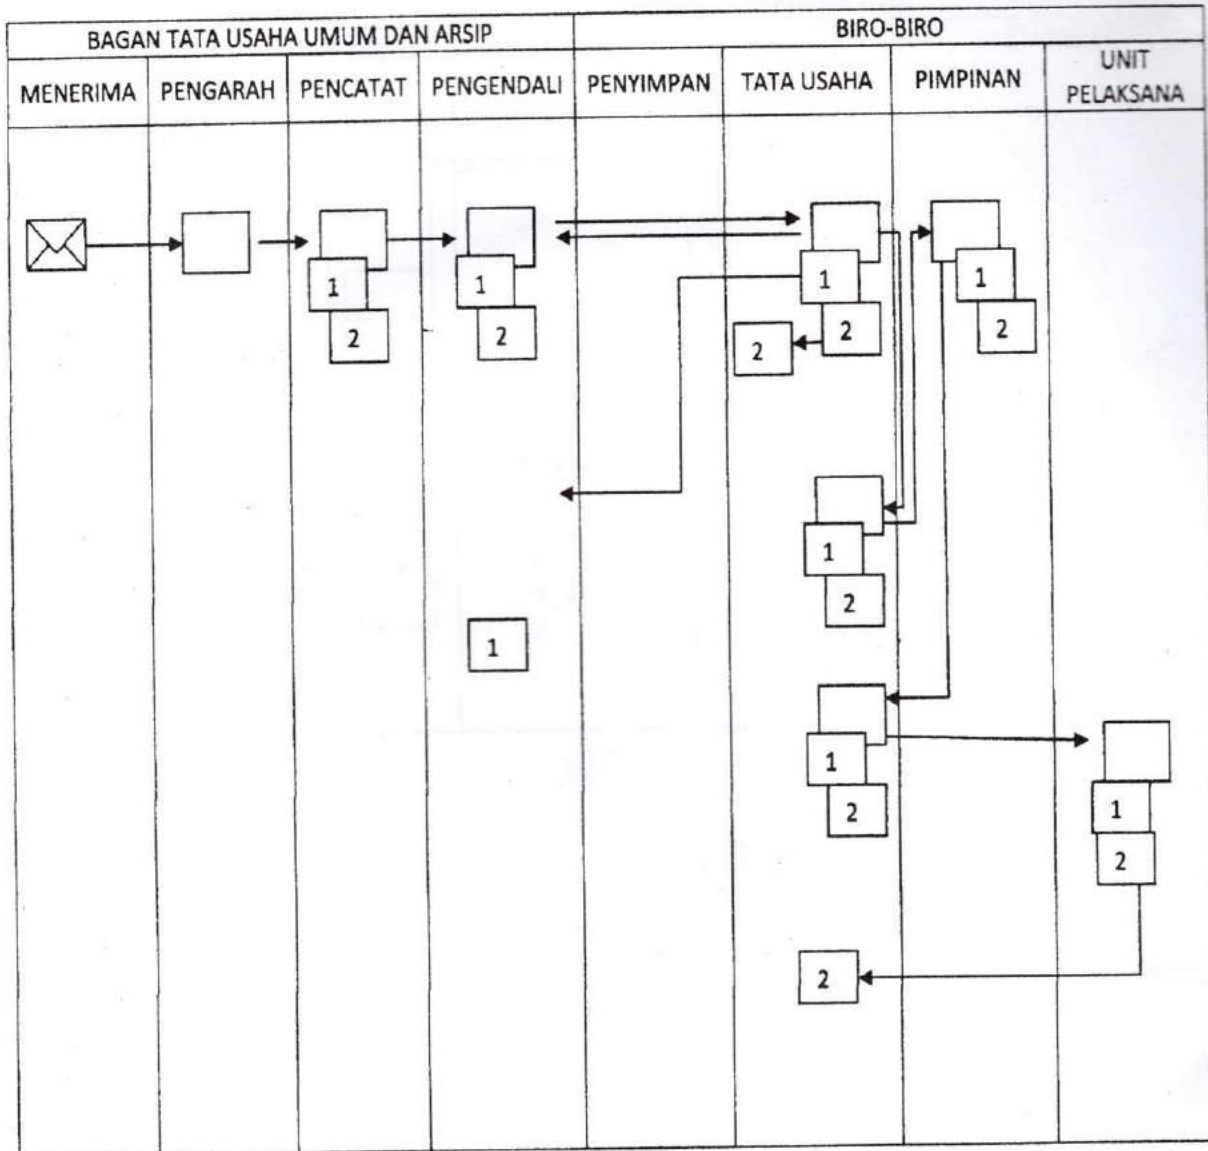 BAGAN TATA USAHA UMUM DAN ARSIP
BIRO-BIRO
MENERIMA
PENGARAH
PENCATAT
PENGENDALI
PENYIMPAN
TATA USAHA
PIMPINAN
UNIT
PELAKSANA
1
2
1
2
1
2
2
1
2
1
2
1
1
2
1
2
2